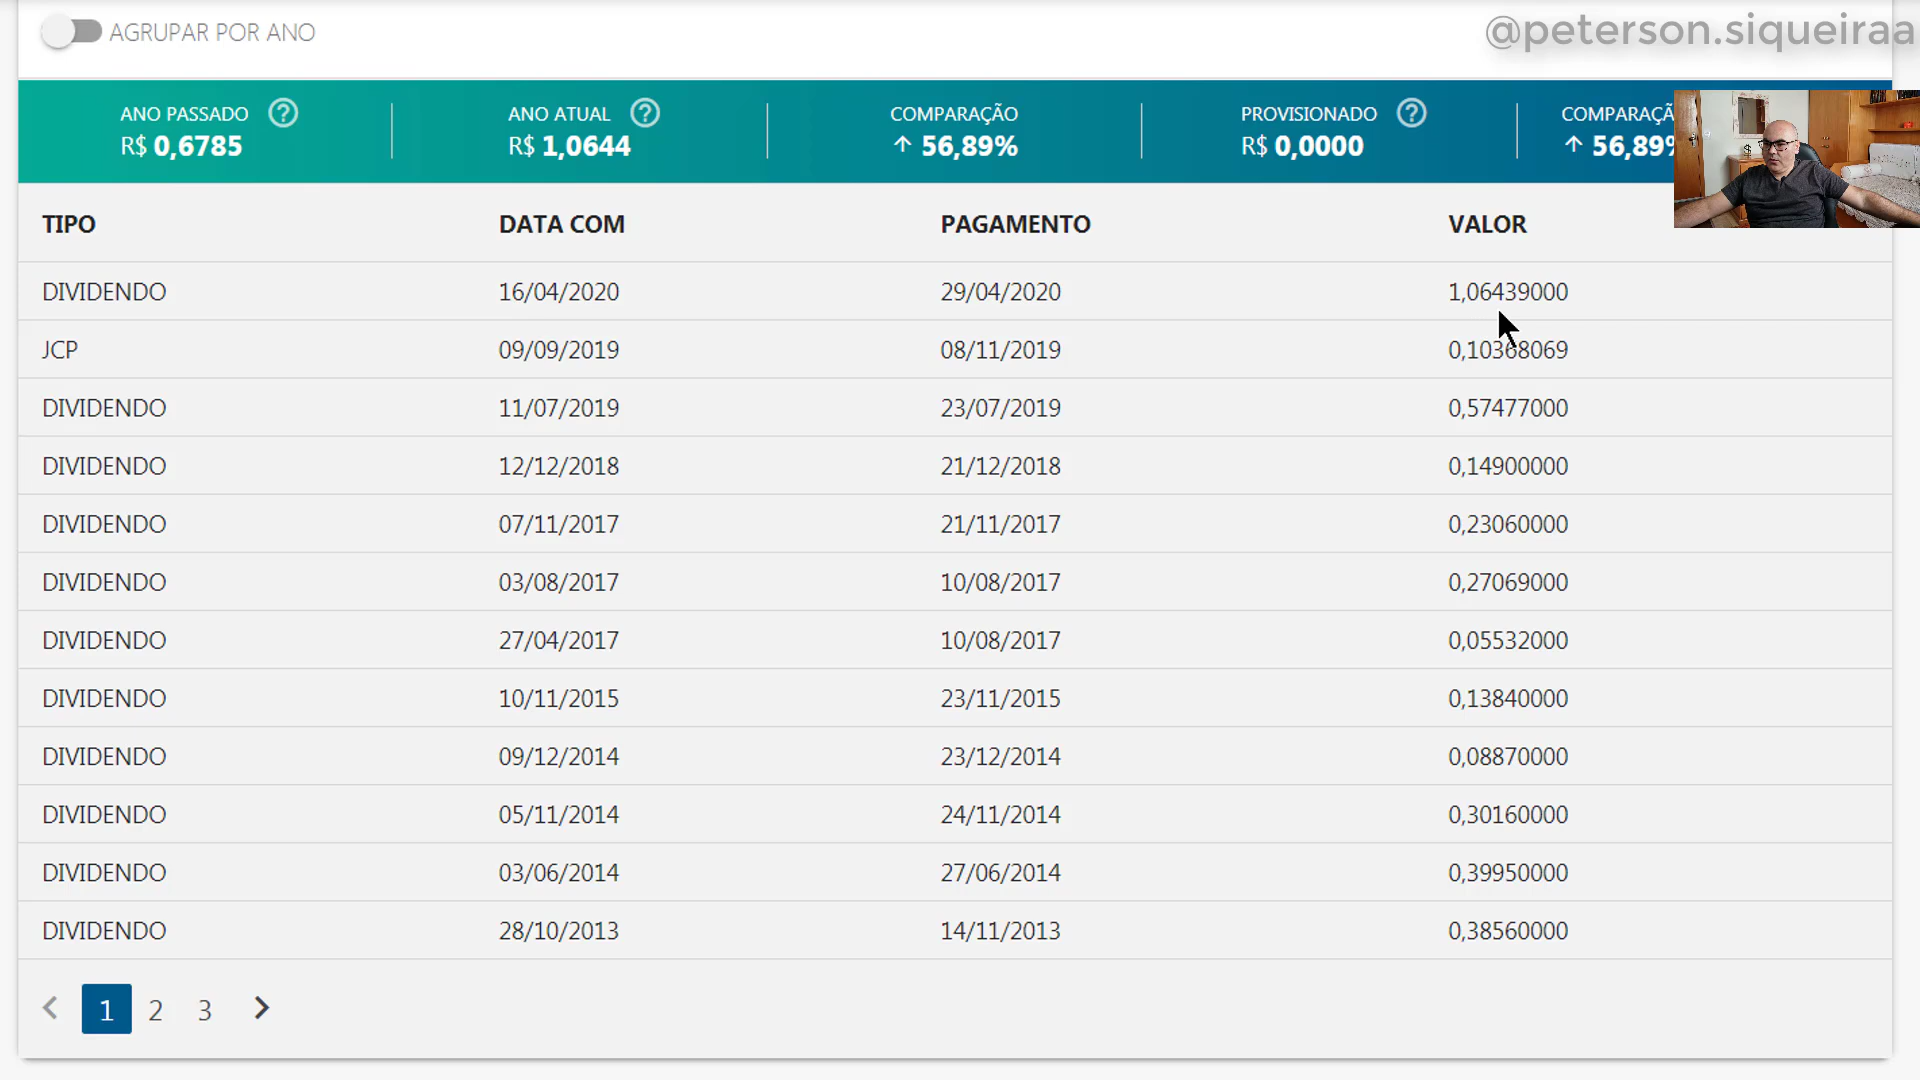 AGRUPAR POR ANO
@peterson.siqueiraa
ANO PASSADO ?
R$ 0,6785
ANO ATUAL ?
R$ 1,0644
COMPARAÇÃO
↑ 56,89%
PROVISIONADO ?
R$ 0,0000
COMPARAÇÃ
↑ 56,89%
TIPO DATA COM PAGAMENTO VALOR
DIVIDENDO 16/04/2020 29/04/2020 1,06439000
JCP 09/09/2019 08/11/2019 0,10368069
DIVIDENDO 11/07/2019 23/07/2019 0,57477000
DIVIDENDO 12/12/2018 21/12/2018 0,14900000
DIVIDENDO 07/11/2017 21/11/2017 0,23060000
DIVIDENDO 03/08/2017 10/08/2017 0,27069000
DIVIDENDO 27/04/2017 10/08/2017 0,05532000
DIVIDENDO 10/11/2015 23/11/2015 0,13840000
DIVIDENDO 09/12/2014 23/12/2014 0,08870000
DIVIDENDO 05/11/2014 24/11/2014 0,30160000
DIVIDENDO 03/06/2014 27/06/2014 0,39950000
DIVIDENDO 28/10/2013 14/11/2013 0,38560000
1 2 3